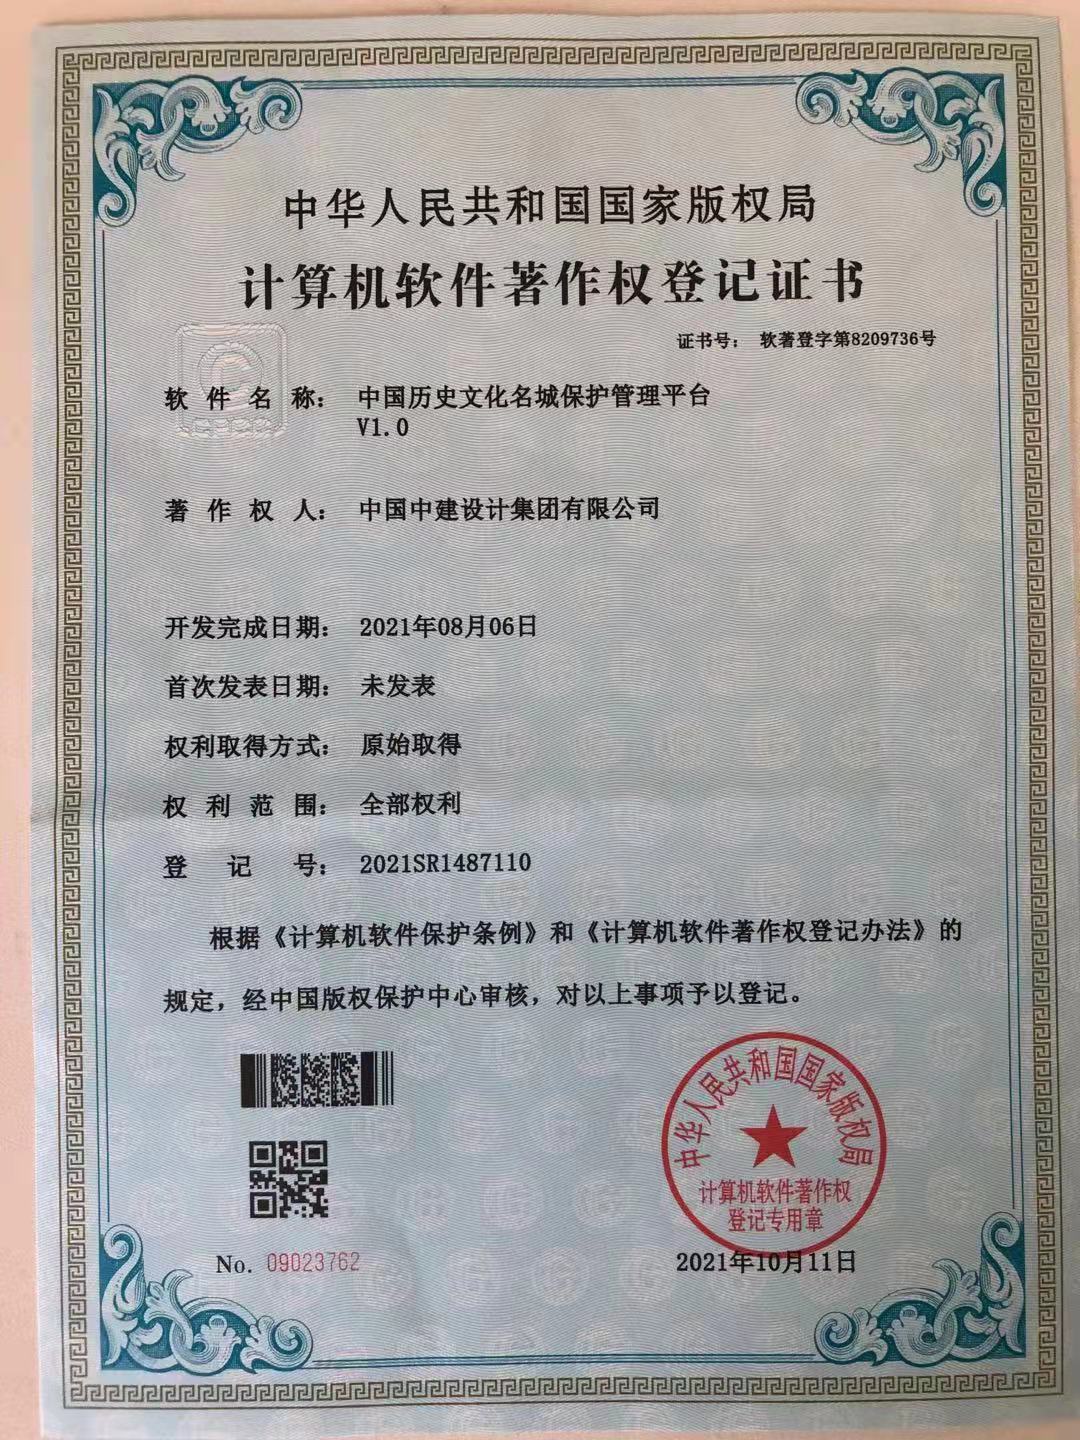 中华人民共和国国家版权局
计算机软件著作权登记证书
证书号： 软著登字第8209736号
软件名称： 中国历史文化名城保护管理平台
V1.0
著作权人： 中国中建设计集团有限公司
开发完成日期： 2021年08月06日
首次发表日期： 未发表
权利取得方式： 原始取得
权利范围： 全部权利
登记号： 2021SR1487110
根据《计算机软件保护条例》和《计算机软件著作权登记办法》的
规定，经中国版权保护中心审核，对以上事项予以登记。
中华人民共和国国家版权局
计算机软件著作权
登记专用章
No. 09023762
2021年10月11日